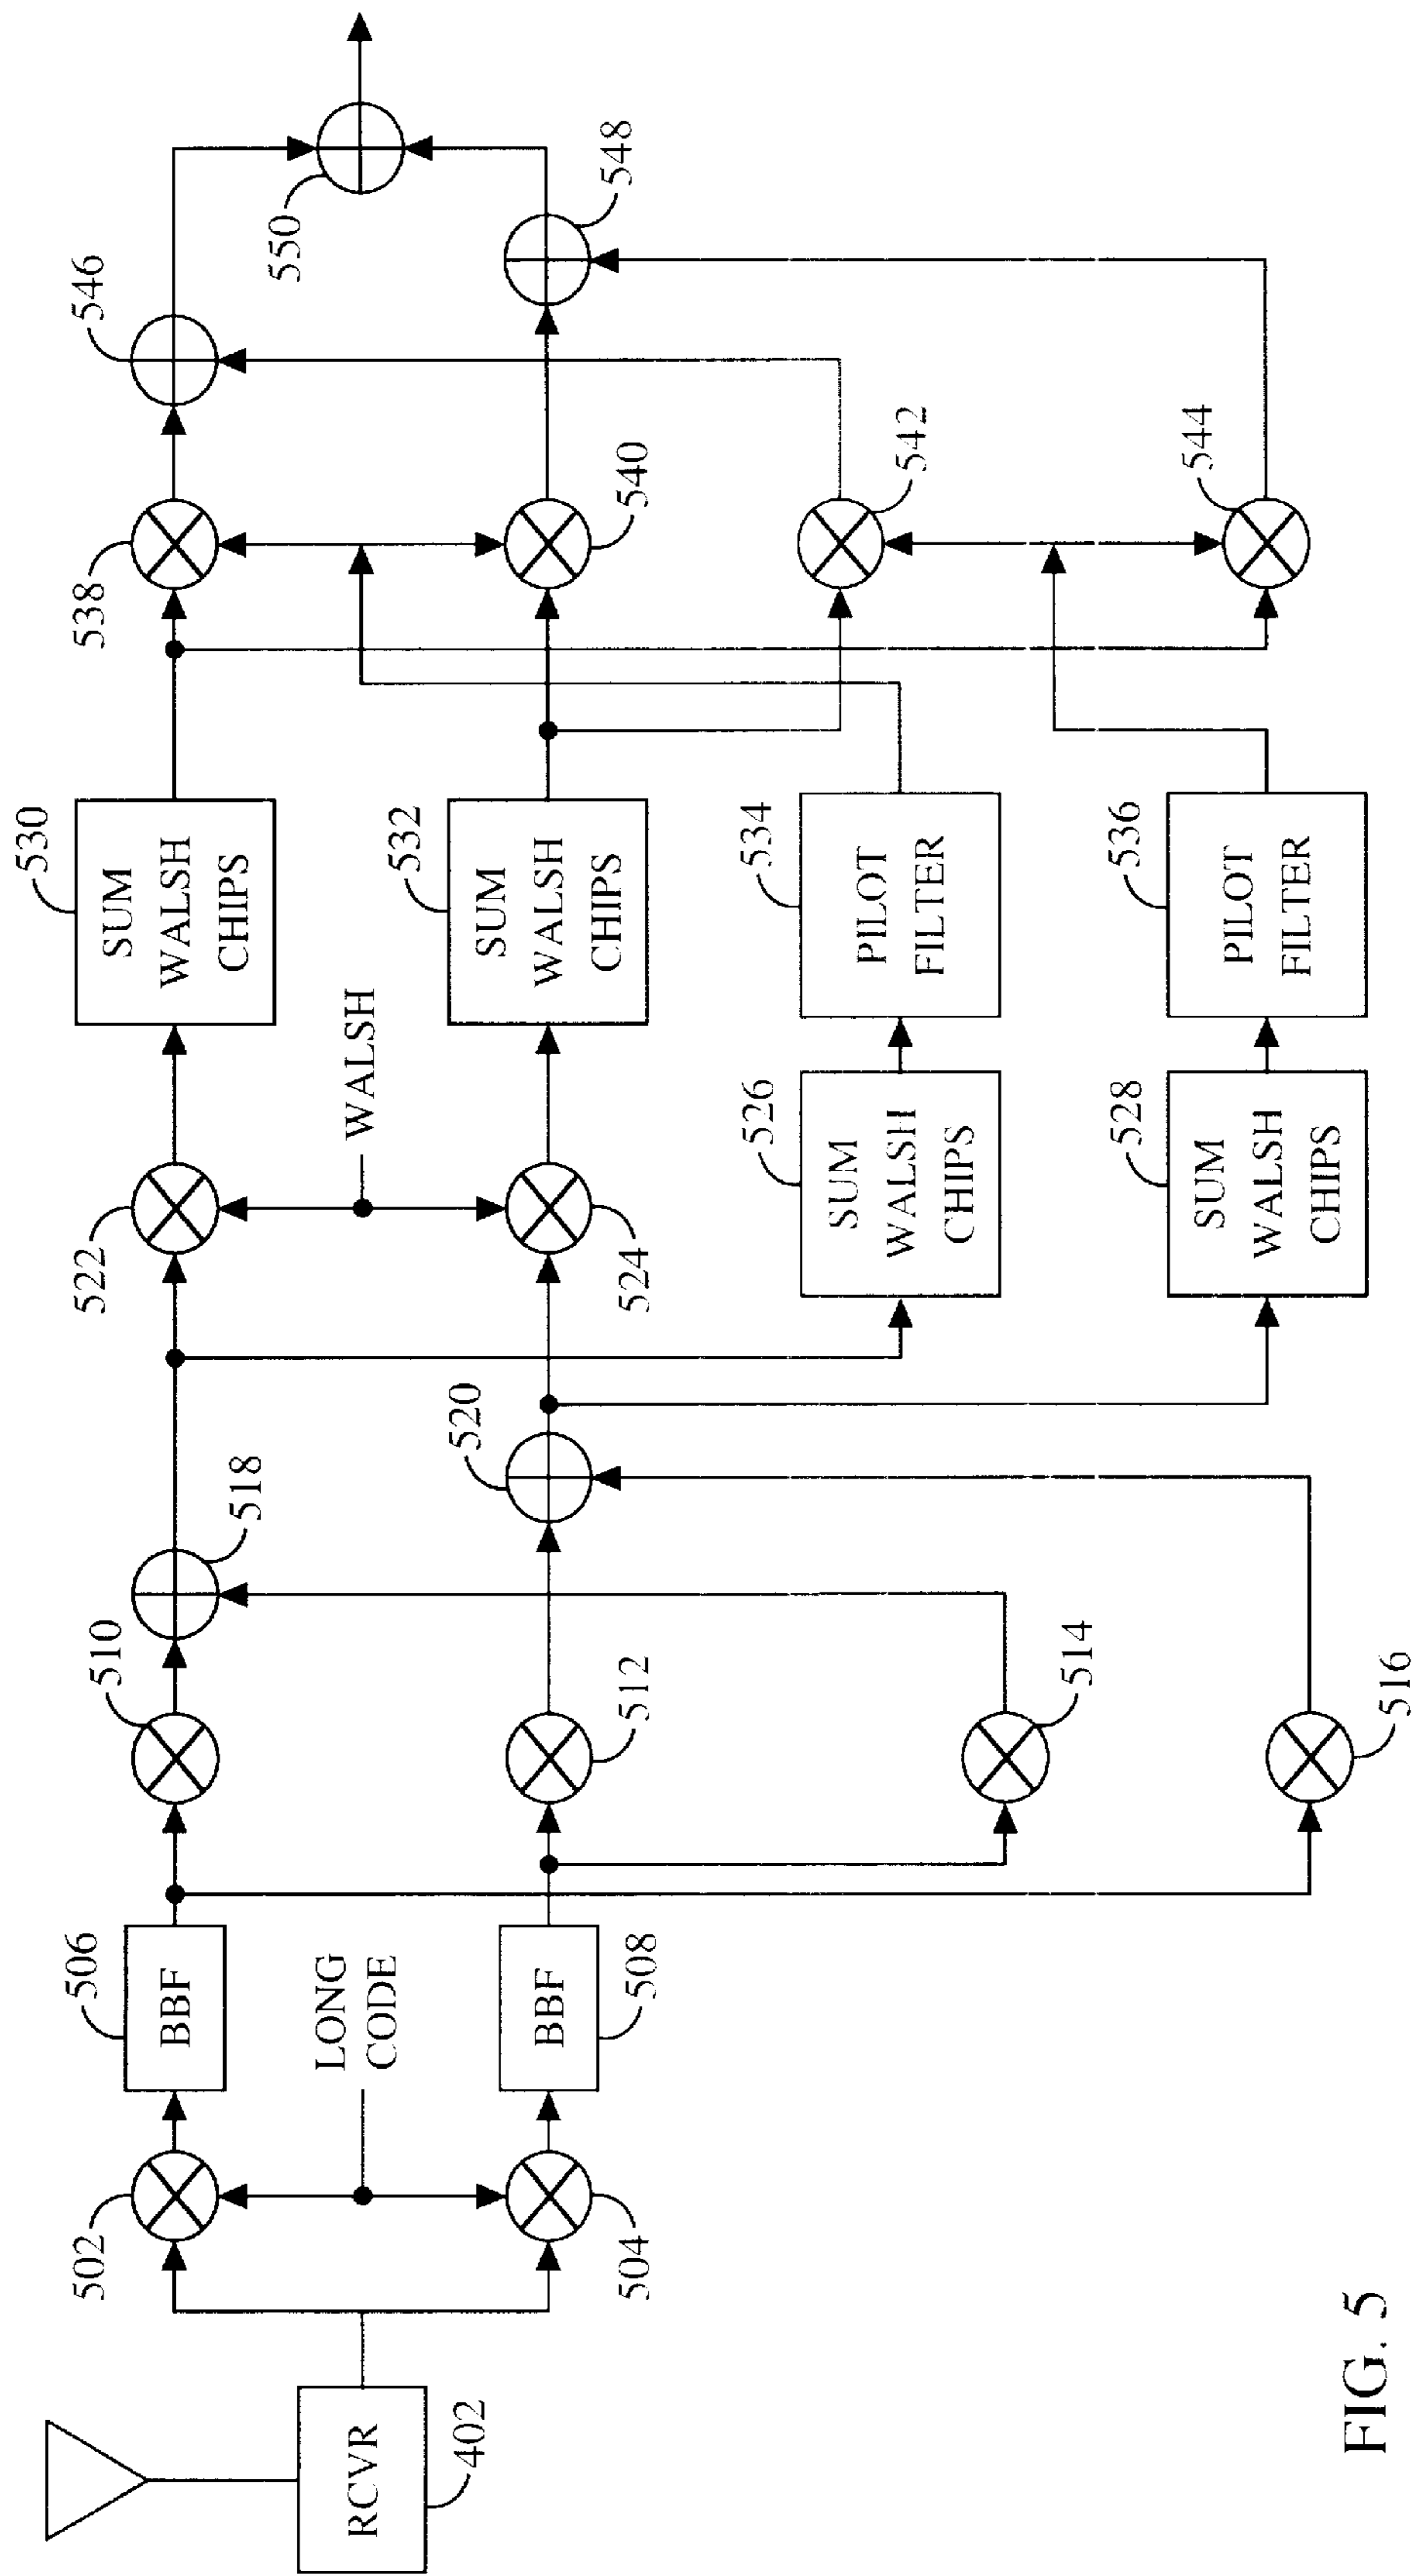 RCVR
402
502
504
LONG
CODE
506
BBF
508
BBF
510
512
514
516
518
520
522
524
WALSH
526
SUM
WALSH
CHIPS
528
SUM
WALSH
CHIPS
530
SUM
WALSH
CHIPS
532
SUM
WALSH
CHIPS
534
PILOT
FILTER
536
PILOT
FILTER
538
540
542
544
546
548
550
FIG. 5